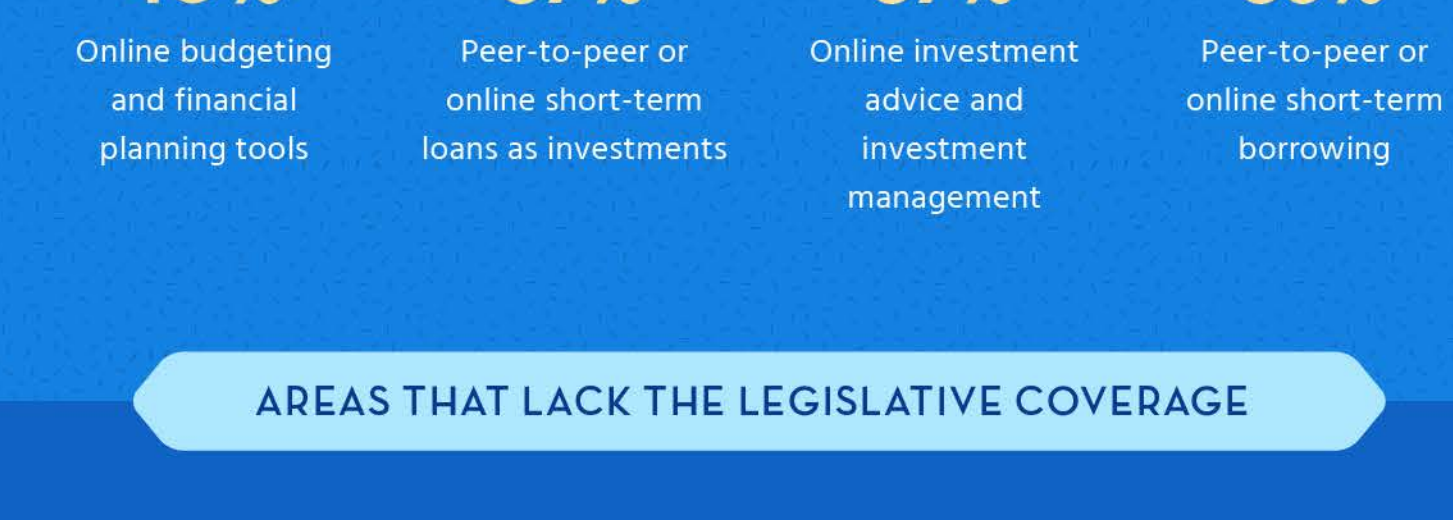 Online budgeting
and financial
planning tools
Peer-to-peer or
online short-term
loans as investments
Online investment
advice and
investment
management
Peer-to-peer or
online short-term
borrowing
AREAS THAT LACK THE LEGISLATIVE COVERAGE